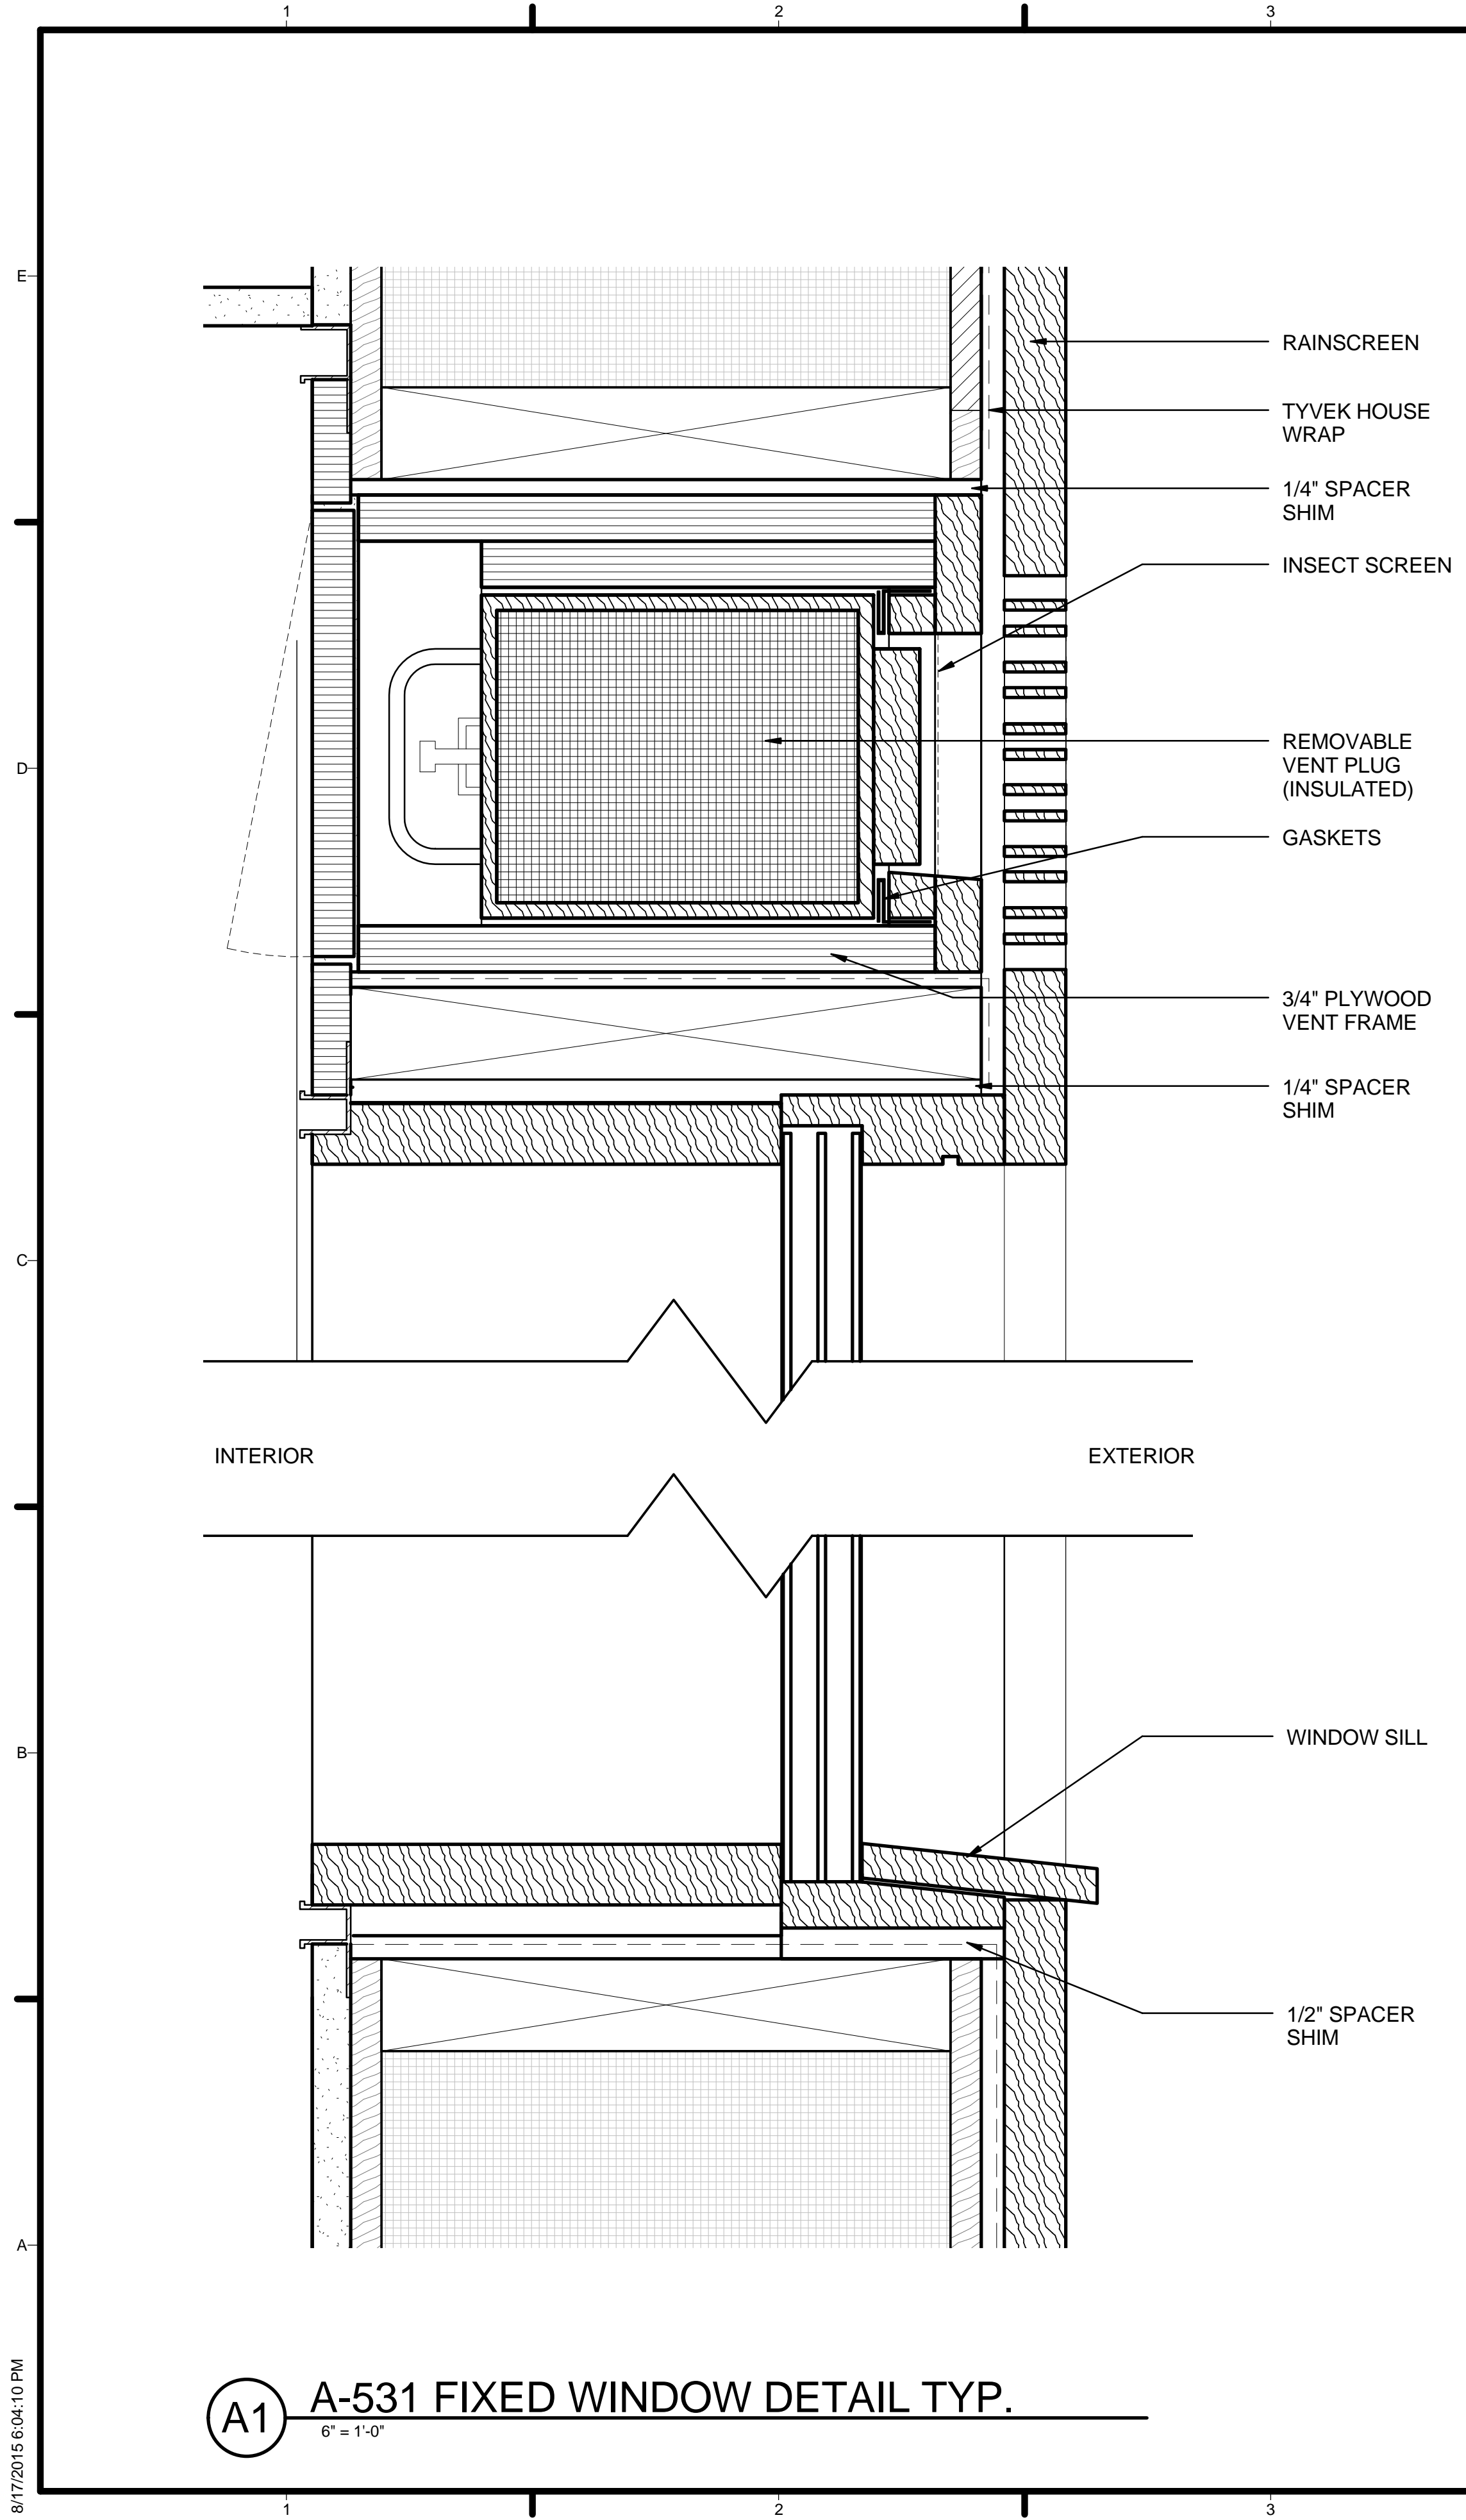 1 2 3
E
RAINSCREEN
TYVEK HOUSE
WRAP
1/4" SPACER
SHIM
INSECT SCREEN
D
REMOVABLE
VENT PLUG
(INSULATED)
GASKETS
3/4" PLYWOOD
VENT FRAME
1/4" SPACER
SHIM
C
INTERIOR
EXTERIOR
B
WINDOW SILL
1/2" SPACER
SHIM
A
A1
A-531 FIXED WINDOW DETAIL TYP.
6" = 1'-0"
8/17/2015 6:04:10 PM
1 2 3